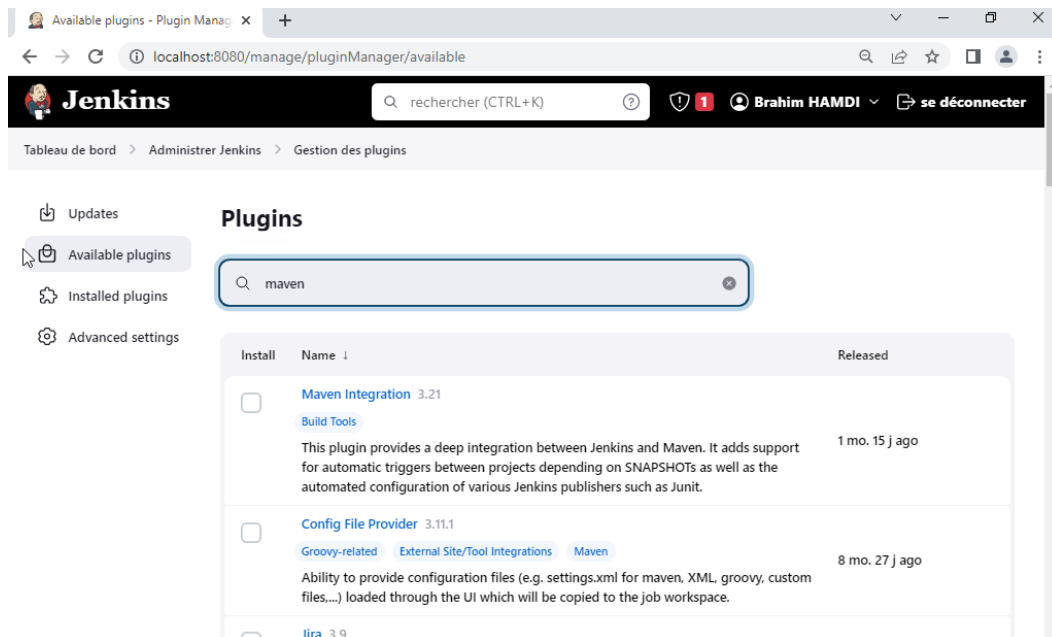 Available plugins - Plugin Manag
localhost:8080/manage/pluginManager/available
Jenkins
rechercher (CTRL+K)
1
Brahim HAMDI
se déconnecter
Tableau de bord > Administrer Jenkins > Gestion des plugins
Updates
Available plugins
Installed plugins
Advanced settings
Plugins
maven
Install Name ↓ Released
Maven Integration 3.21
Build Tools
This plugin provides a deep integration between Jenkins and Maven. It adds support
for automatic triggers between projects depending on SNAPSHOTs as well as the
automated configuration of various Jenkins publishers such as Junit.
1 mo. 15 j ago
Config File Provider 3.11.1
Groovy-related External Site/Tool Integrations Maven
Ability to provide configuration files (e.g. settings.xml for maven, XML, groovy, custom
files,...) loaded through the UI which will be copied to the job workspace.
8 mo. 27 j ago
Jira 3.9